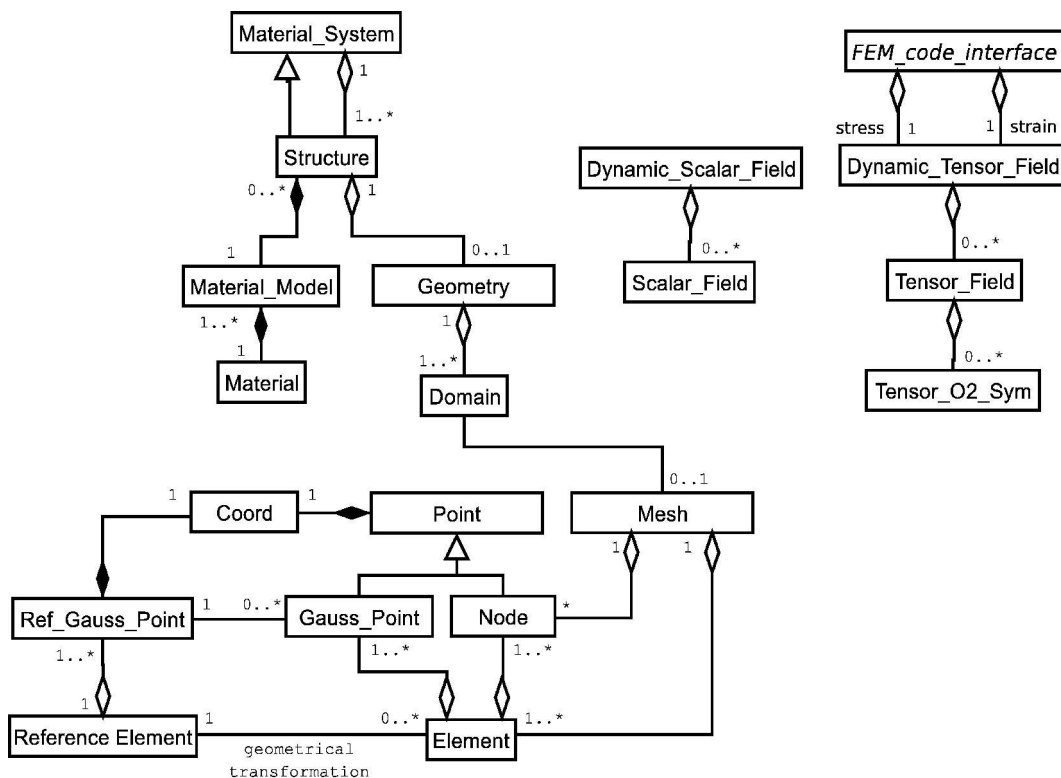 Material_System
FEM_code_interface
1
1..*
stress
1
1
strain
Structure
Dynamic_Scalar_Field
Dynamic_Tensor_Field
0..*
1
1
0..1
0..*
0..*
Material_Model
Geometry
Scalar_Field
Tensor_Field
1..*
1
1
1..*
0..*
Material
Domain
Tensor_O2_Sym
0..1
1
Coord
1
Point
Mesh
1
1
Ref_Gauss_Point
1
0..*
Gauss_Point
Node
*
1..*
1..*
1..*
1
1
0..*
1..*
Reference Element
Element
geometrical
transformation